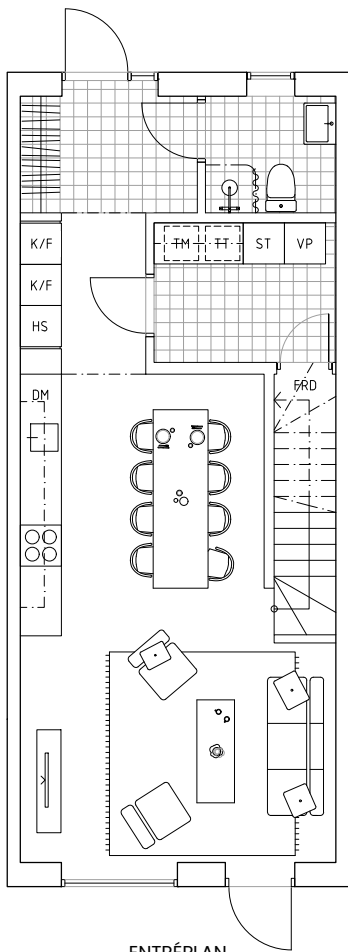 K/F
TM TT ST VP
K/F
HS
FRD
DM
ENTRÉPLAN